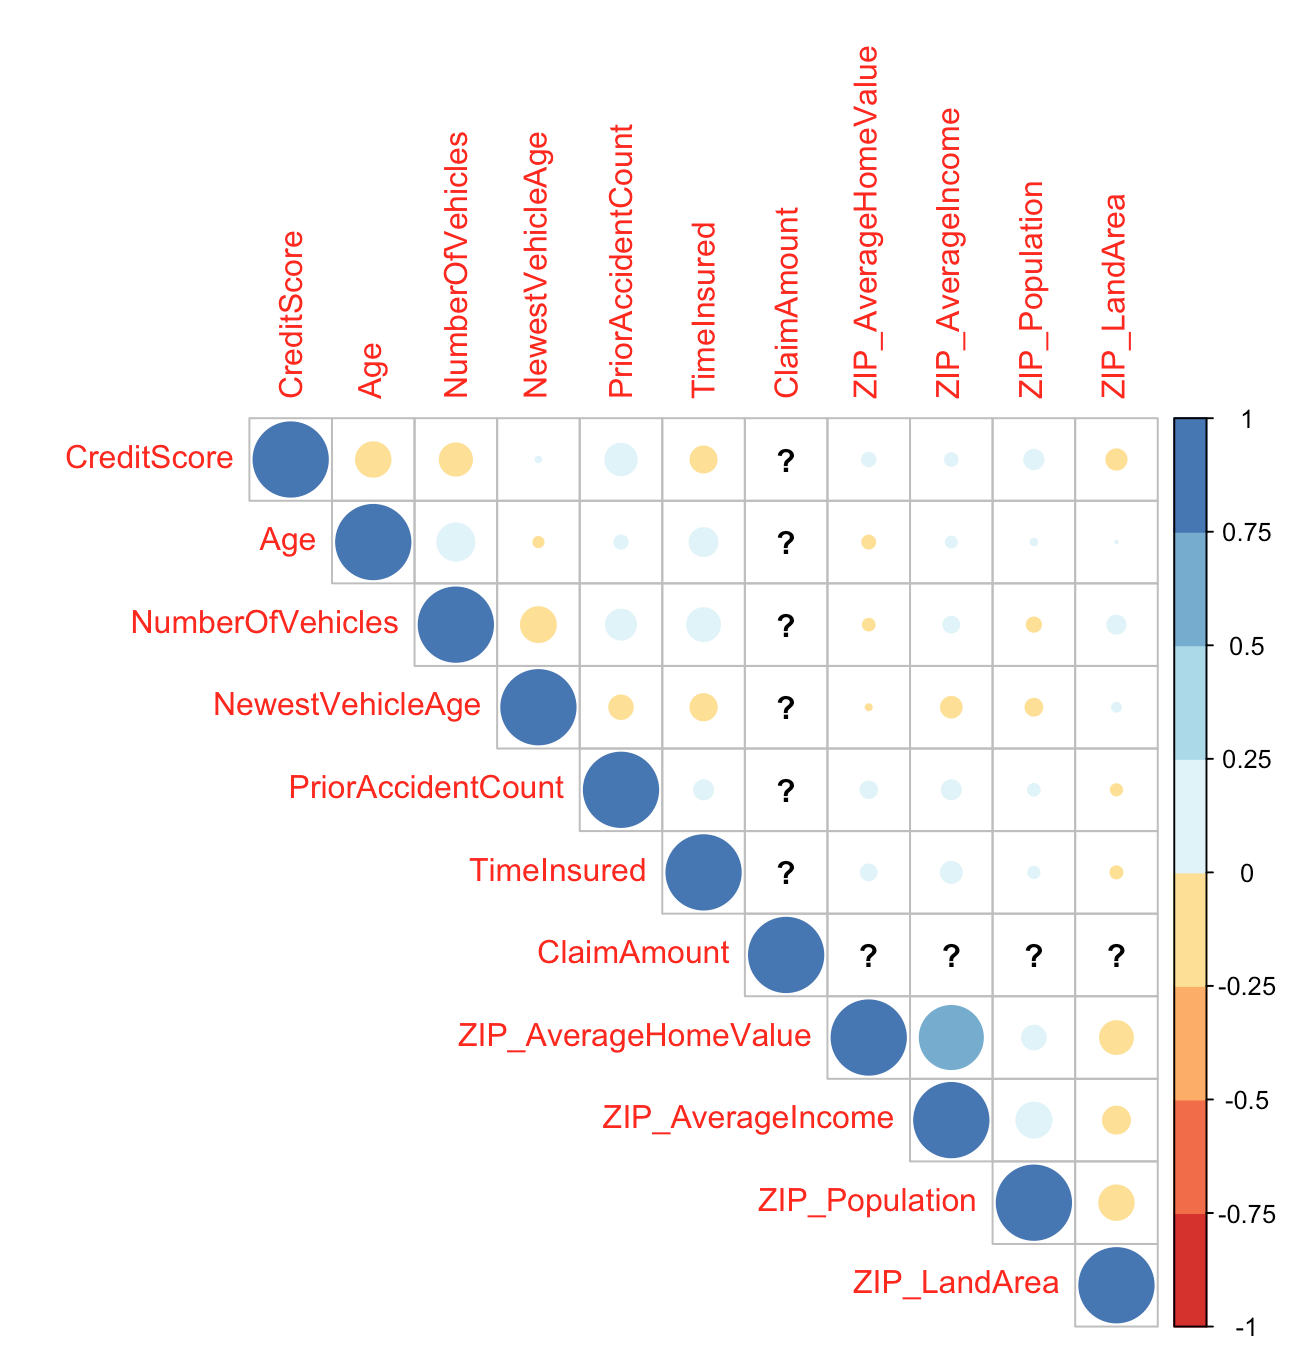 CreditScore
Age
NumberOfVehicles
NewestVehicleAge
PriorAccidentCount
TimeInsured
ClaimAmount
ZIP_AverageHomeValue
ZIP_AverageIncome
ZIP_Population
ZIP_LandArea
CreditScore ?
Age ?
NumberOfVehicles ?
NewestVehicleAge ?
PriorAccidentCount ?
TimeInsured ?
ClaimAmount ? ? ? ?
ZIP_AverageHomeValue
ZIP_AverageIncome
ZIP_Population
ZIP_LandArea
1
0.75
0.5
0.25
0
-0.25
-0.5
-0.75
-1